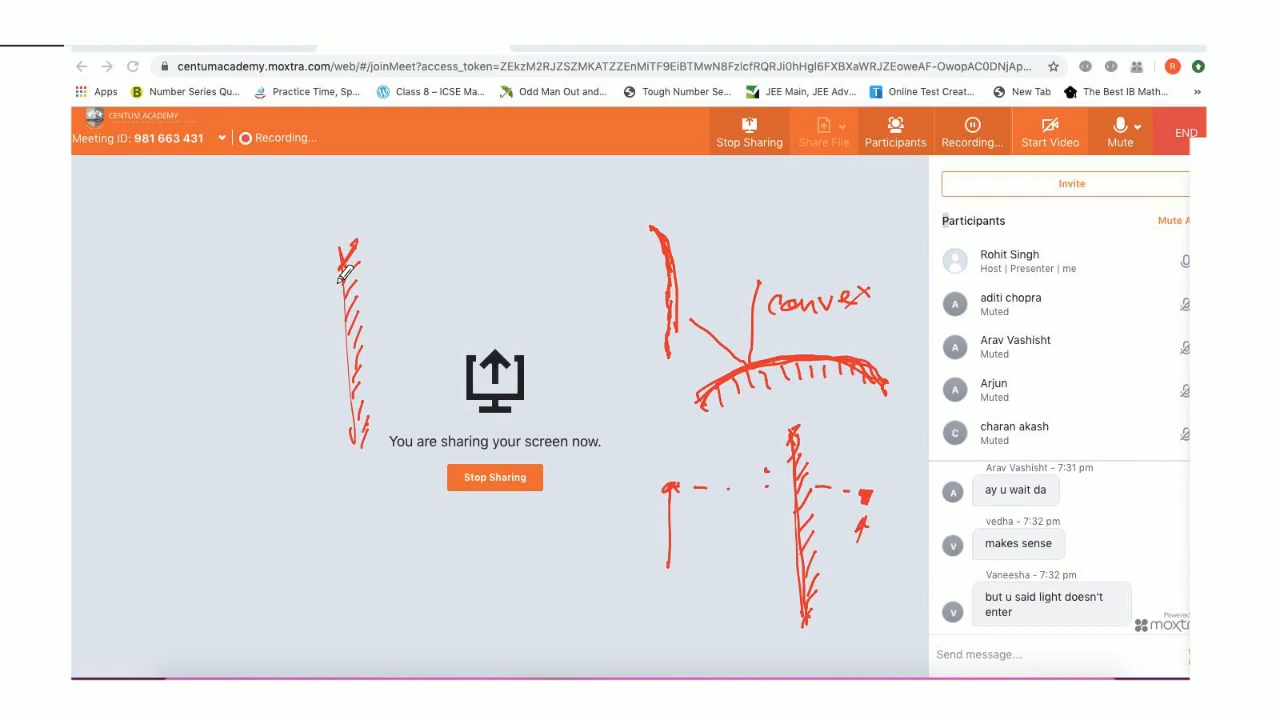 centumacademy.moxtra.com/web/#/joinMeet?access_token=ZEkzM2RJZSZMKATZZEnMiTF9EiBTMwN8FzlcfRQRJi0hHgI6FXBXaWRJZEoweAF-OwopAC0DNjAp...
Apps Number Series Qu... Practice Time, Sp... Class 8 – ICSE Ma... Odd Man Out and... Tough Number Se... JEE Main, JEE Adv... Online Test Creat... New Tab The Best IB Math... »
CENTUM ACADEMY
Meeting ID: 981 663 431 Recording...
Stop Sharing Share File Participants Recording... Start Video Mute END
Invite
Participants Mute A
Rohit Singh
Host | Presenter | me
A aditi chopra
Muted
A Arav Vashisht
Muted
A Arjun
Muted
C charan akash
Muted
convex
You are sharing your screen now.
Stop Sharing
Arav Vashisht - 7:31 pm
A ay u wait da
vedha - 7:32 pm
V makes sense
Vaneesha - 7:32 pm
V but u said light doesn't
enter
Powered
moxtr
Send message...